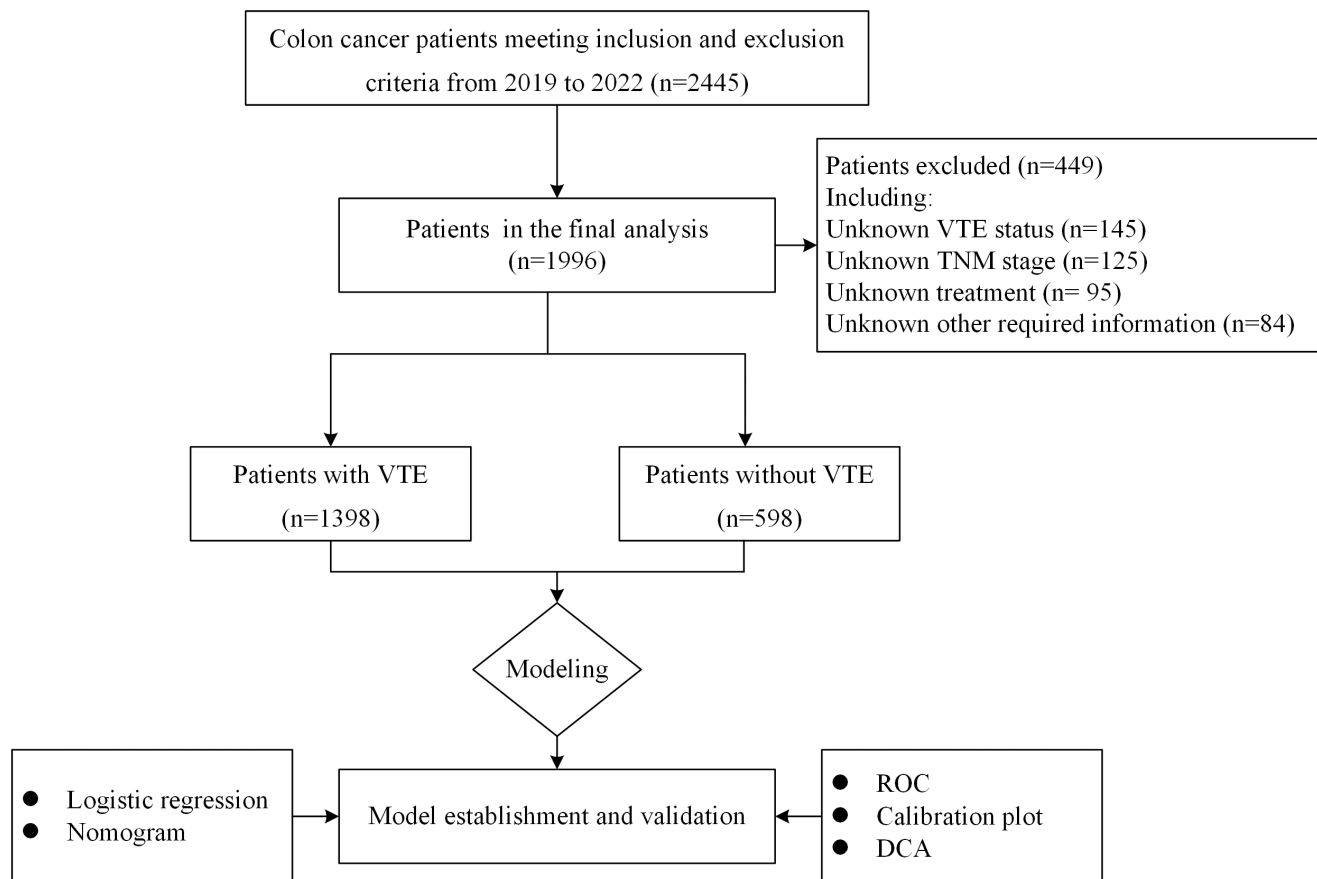 Colon cancer patients meeting inclusion and exclusion
criteria from 2019 to 2022 (n=2445)
Patients excluded (n=449)
Including:
Unknown VTE status (n=145)
Unknown TNM stage (n=125)
Unknown treatment (n= 95)
Unknown other required information (n=84)
Patients in the final analysis
(n=1996)
Patients with VTE
(n=1398)
Patients without VTE
(n=598)
Modeling
● Logistic regression
● Nomogram
Model establishment and validation
● ROC
● Calibration plot
● DCA